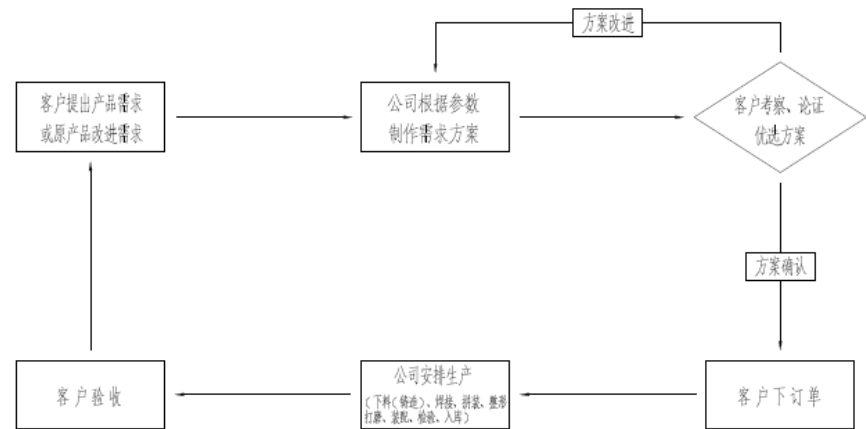 方案改进
客户提出产品需求
或原产品改进需求
公司根据参数
制作需求方案
客户考察、论证
优选方案
方案确认
客户验收
公司安排生产
(下料(铸造)、焊接、拼装、整形
打磨、装配、检验、入库)
客户下订单